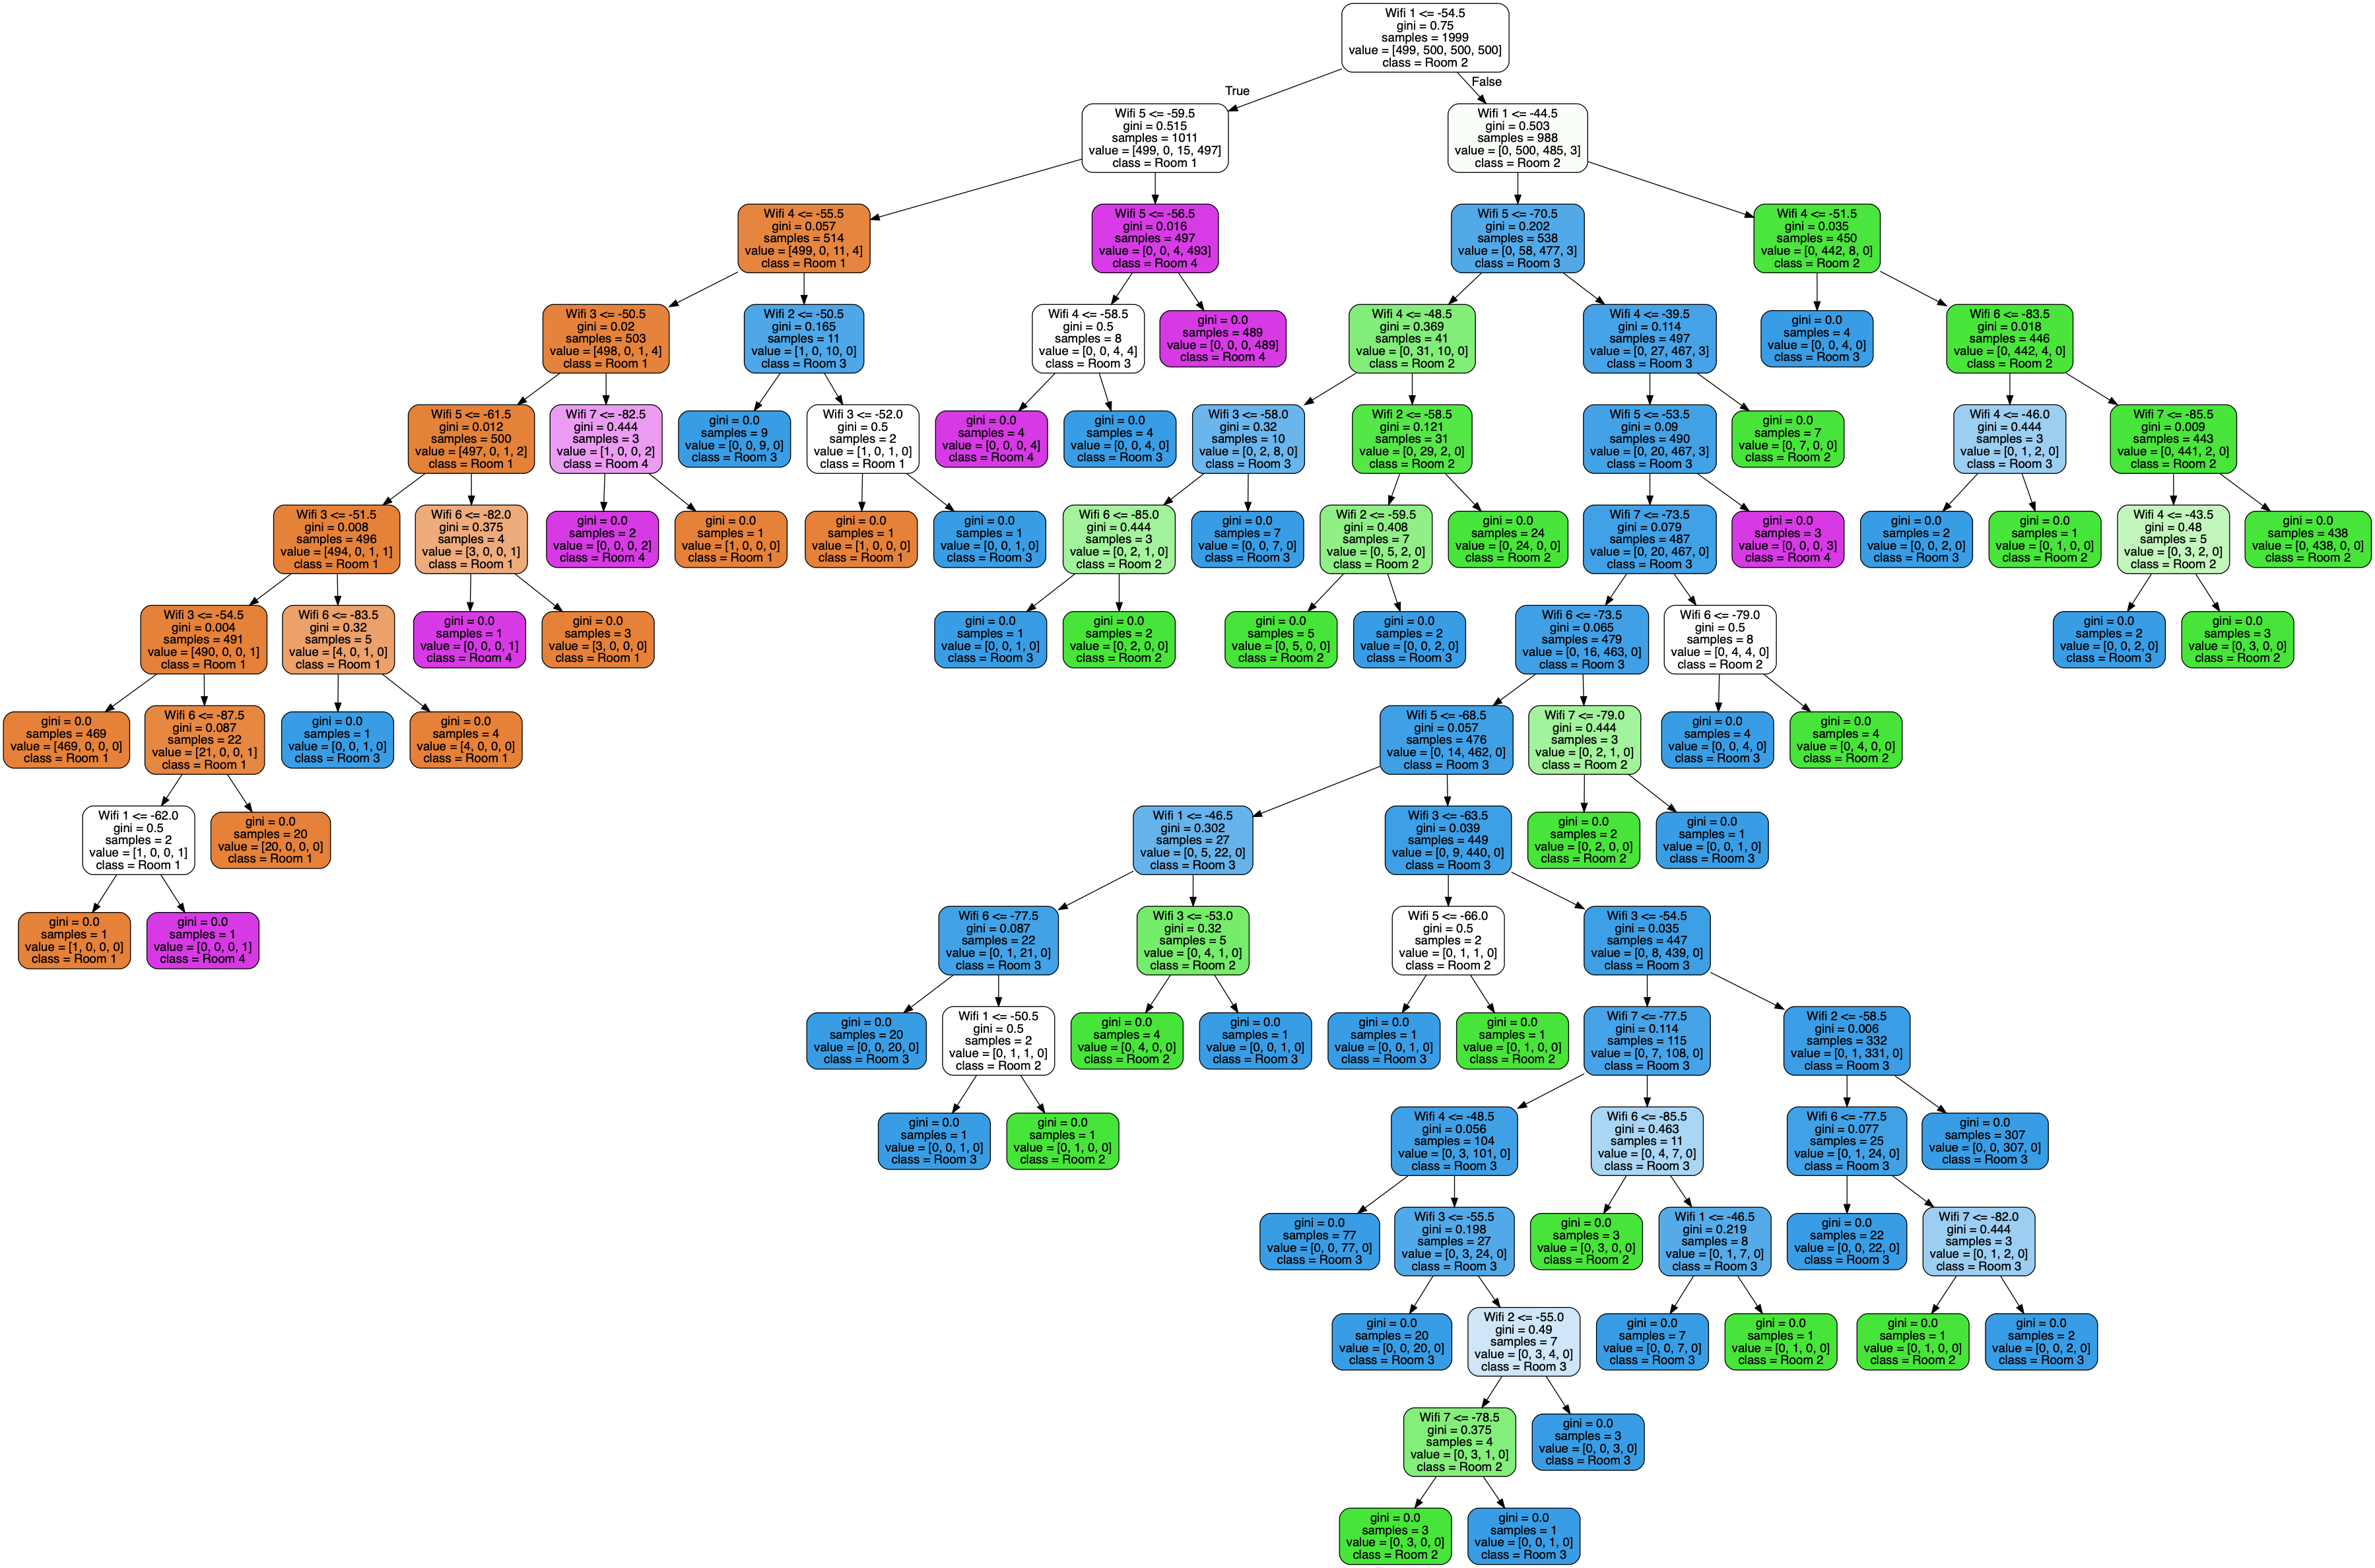 Wifi 1 <= -54.5
gini = 0.75
samples = 1999
value = [499, 500, 500, 500]
class = Room 2
True
False
Wifi 5 <= -59.5
gini = 0.515
samples = 1011
value = [499, 0, 15, 497]
class = Room 1
Wifi 1 <= -44.5
gini = 0.503
samples = 988
value = [0, 500, 485, 3]
class = Room 2
Wifi 4 <= -55.5
gini = 0.057
samples = 514
value = [499, 0, 11, 4]
class = Room 1
Wifi 5 <= -56.5
gini = 0.016
samples = 497
value = [0, 0, 4, 493]
class = Room 4
Wifi 5 <= -70.5
gini = 0.202
samples = 538
value = [0, 58, 477, 3]
class = Room 3
Wifi 4 <= -51.5
gini = 0.035
samples = 450
value = [0, 442, 8, 0]
class = Room 2
Wifi 3 <= -50.5
gini = 0.02
samples = 503
value = [498, 0, 1, 4]
class = Room 1
Wifi 2 <= -50.5
gini = 0.165
samples = 11
value = [1, 0, 10, 0]
class = Room 3
Wifi 4 <= -58.5
gini = 0.5
samples = 8
value = [0, 0, 4, 4]
class = Room 3
gini = 0.0
samples = 489
value = [0, 0, 0, 489]
class = Room 4
Wifi 4 <= -48.5
gini = 0.369
samples = 41
value = [0, 31, 10, 0]
class = Room 2
Wifi 4 <= -39.5
gini = 0.114
samples = 497
value = [0, 27, 467, 3]
class = Room 3
gini = 0.0
samples = 4
value = [0, 0, 4, 0]
class = Room 3
Wifi 6 <= -83.5
gini = 0.018
samples = 446
value = [0, 442, 4, 0]
class = Room 2
Wifi 5 <= -61.5
gini = 0.012
samples = 500
value = [497, 0, 1, 2]
class = Room 1
Wifi 7 <= -82.5
gini = 0.444
samples = 3
value = [1, 0, 0, 2]
class = Room 4
gini = 0.0
samples = 9
value = [0, 0, 9, 0]
class = Room 3
Wifi 3 <= -52.0
gini = 0.5
samples = 2
value = [1, 0, 1, 0]
class = Room 1
gini = 0.0
samples = 4
value = [0, 0, 0, 4]
class = Room 4
gini = 0.0
samples = 4
value = [0, 0, 4, 0]
class = Room 3
Wifi 3 <= -58.0
gini = 0.32
samples = 10
value = [0, 2, 8, 0]
class = Room 3
Wifi 2 <= -58.5
gini = 0.121
samples = 31
value = [0, 29, 2, 0]
class = Room 2
Wifi 5 <= -53.5
gini = 0.09
samples = 490
value = [0, 20, 467, 3]
class = Room 3
gini = 0.0
samples = 7
value = [0, 7, 0, 0]
class = Room 2
Wifi 4 <= -46.0
gini = 0.444
samples = 3
value = [0, 1, 2, 0]
class = Room 3
Wifi 7 <= -85.5
gini = 0.009
samples = 443
value = [0, 441, 2, 0]
class = Room 2
Wifi 3 <= -51.5
gini = 0.008
samples = 496
value = [494, 0, 1, 1]
class = Room 1
Wifi 6 <= -82.0
gini = 0.375
samples = 4
value = [3, 0, 0, 1]
class = Room 1
gini = 0.0
samples = 2
value = [0, 0, 0, 2]
class = Room 4
gini = 0.0
samples = 1
value = [1, 0, 0, 0]
class = Room 1
gini = 0.0
samples = 1
value = [1, 0, 0, 0]
class = Room 1
gini = 0.0
samples = 1
value = [0, 0, 1, 0]
class = Room 3
Wifi 6 <= -85.0
gini = 0.444
samples = 3
value = [0, 2, 1, 0]
class = Room 2
gini = 0.0
samples = 7
value = [0, 0, 7, 0]
class = Room 3
Wifi 2 <= -59.5
gini = 0.408
samples = 7
value = [0, 5, 2, 0]
class = Room 2
gini = 0.0
samples = 24
value = [0, 24, 0, 0]
class = Room 2
Wifi 7 <= -73.5
gini = 0.079
samples = 487
value = [0, 20, 467, 0]
class = Room 3
gini = 0.0
samples = 3
value = [0, 0, 0, 3]
class = Room 4
gini = 0.0
samples = 2
value = [0, 0, 2, 0]
class = Room 3
gini = 0.0
samples = 1
value = [0, 1, 0, 0]
class = Room 2
Wifi 4 <= -43.5
gini = 0.48
samples = 5
value = [0, 3, 2, 0]
class = Room 2
gini = 0.0
samples = 438
value = [0, 438, 0, 0]
class = Room 2
Wifi 3 <= -54.5
gini = 0.004
samples = 491
value = [490, 0, 0, 1]
class = Room 1
Wifi 6 <= -83.5
gini = 0.32
samples = 5
value = [4, 0, 1, 0]
class = Room 1
gini = 0.0
samples = 1
value = [0, 0, 0, 1]
class = Room 4
gini = 0.0
samples = 3
value = [3, 0, 0, 0]
class = Room 1
gini = 0.0
samples = 1
value = [0, 0, 1, 0]
class = Room 3
gini = 0.0
samples = 2
value = [0, 2, 0, 0]
class = Room 2
gini = 0.0
samples = 5
value = [0, 5, 0, 0]
class = Room 2
gini = 0.0
samples = 2
value = [0, 0, 2, 0]
class = Room 3
Wifi 6 <= -73.5
gini = 0.065
samples = 479
value = [0, 16, 463, 0]
class = Room 3
Wifi 6 <= -79.0
gini = 0.5
samples = 8
value = [0, 4, 4, 0]
class = Room 2
gini = 0.0
samples = 2
value = [0, 0, 2, 0]
class = Room 3
gini = 0.0
samples = 3
value = [0, 3, 0, 0]
class = Room 2
gini = 0.0
samples = 469
value = [469, 0, 0, 0]
class = Room 1
Wifi 6 <= -87.5
gini = 0.087
samples = 22
value = [21, 0, 0, 1]
class = Room 1
gini = 0.0
samples = 1
value = [0, 0, 1, 0]
class = Room 3
gini = 0.0
samples = 4
value = [4, 0, 0, 0]
class = Room 1
Wifi 5 <= -68.5
gini = 0.057
samples = 476
value = [0, 14, 462, 0]
class = Room 3
Wifi 7 <= -79.0
gini = 0.444
samples = 3
value = [0, 2, 1, 0]
class = Room 2
gini = 0.0
samples = 4
value = [0, 0, 4, 0]
class = Room 3
gini = 0.0
samples = 4
value = [0, 4, 0, 0]
class = Room 2
Wifi 1 <= -62.0
gini = 0.5
samples = 2
value = [1, 0, 0, 1]
class = Room 1
gini = 0.0
samples = 20
value = [20, 0, 0, 0]
class = Room 1
Wifi 1 <= -46.5
gini = 0.302
samples = 27
value = [0, 5, 22, 0]
class = Room 3
Wifi 3 <= -63.5
gini = 0.039
samples = 449
value = [0, 9, 440, 0]
class = Room 3
gini = 0.0
samples = 2
value = [0, 2, 0, 0]
class = Room 2
gini = 0.0
samples = 1
value = [0, 0, 1, 0]
class = Room 3
gini = 0.0
samples = 1
value = [1, 0, 0, 0]
class = Room 1
gini = 0.0
samples = 1
value = [0, 0, 0, 1]
class = Room 4
Wifi 6 <= -77.5
gini = 0.087
samples = 22
value = [0, 1, 21, 0]
class = Room 3
Wifi 3 <= -53.0
gini = 0.32
samples = 5
value = [0, 4, 1, 0]
class = Room 2
Wifi 5 <= -66.0
gini = 0.5
samples = 2
value = [0, 1, 1, 0]
class = Room 2
Wifi 3 <= -54.5
gini = 0.035
samples = 447
value = [0, 8, 439, 0]
class = Room 3
gini = 0.0
samples = 20
value = [0, 0, 20, 0]
class = Room 3
Wifi 1 <= -50.5
gini = 0.5
samples = 2
value = [0, 1, 1, 0]
class = Room 2
gini = 0.0
samples = 4
value = [0, 4, 0, 0]
class = Room 2
gini = 0.0
samples = 1
value = [0, 0, 1, 0]
class = Room 3
gini = 0.0
samples = 1
value = [0, 0, 1, 0]
class = Room 3
gini = 0.0
samples = 1
value = [0, 1, 0, 0]
class = Room 2
Wifi 7 <= -77.5
gini = 0.114
samples = 115
value = [0, 7, 108, 0]
class = Room 3
Wifi 2 <= -58.5
gini = 0.006
samples = 332
value = [0, 1, 331, 0]
class = Room 3
gini = 0.0
samples = 1
value = [0, 0, 1, 0]
class = Room 3
gini = 0.0
samples = 1
value = [0, 1, 0, 0]
class = Room 2
Wifi 4 <= -48.5
gini = 0.056
samples = 104
value = [0, 3, 101, 0]
class = Room 3
Wifi 6 <= -85.5
gini = 0.463
samples = 11
value = [0, 4, 7, 0]
class = Room 3
Wifi 6 <= -77.5
gini = 0.077
samples = 25
value = [0, 1, 24, 0]
class = Room 3
gini = 0.0
samples = 307
value = [0, 0, 307, 0]
class = Room 3
gini = 0.0
samples = 77
value = [0, 0, 77, 0]
class = Room 3
Wifi 3 <= -55.5
gini = 0.198
samples = 27
value = [0, 3, 24, 0]
class = Room 3
gini = 0.0
samples = 3
value = [0, 3, 0, 0]
class = Room 2
Wifi 1 <= -46.5
gini = 0.219
samples = 8
value = [0, 1, 7, 0]
class = Room 3
gini = 0.0
samples = 22
value = [0, 0, 22, 0]
class = Room 3
Wifi 7 <= -82.0
gini = 0.444
samples = 3
value = [0, 1, 2, 0]
class = Room 3
gini = 0.0
samples = 20
value = [0, 0, 20, 0]
class = Room 3
Wifi 2 <= -55.0
gini = 0.49
samples = 7
value = [0, 3, 4, 0]
class = Room 3
gini = 0.0
samples = 7
value = [0, 0, 7, 0]
class = Room 3
gini = 0.0
samples = 1
value = [0, 1, 0, 0]
class = Room 2
gini = 0.0
samples = 1
value = [0, 1, 0, 0]
class = Room 2
gini = 0.0
samples = 2
value = [0, 0, 2, 0]
class = Room 3
Wifi 7 <= -78.5
gini = 0.375
samples = 4
value = [0, 3, 1, 0]
class = Room 2
gini = 0.0
samples = 3
value = [0, 0, 3, 0]
class = Room 3
gini = 0.0
samples = 3
value = [0, 3, 0, 0]
class = Room 2
gini = 0.0
samples = 1
value = [0, 0, 1, 0]
class = Room 3